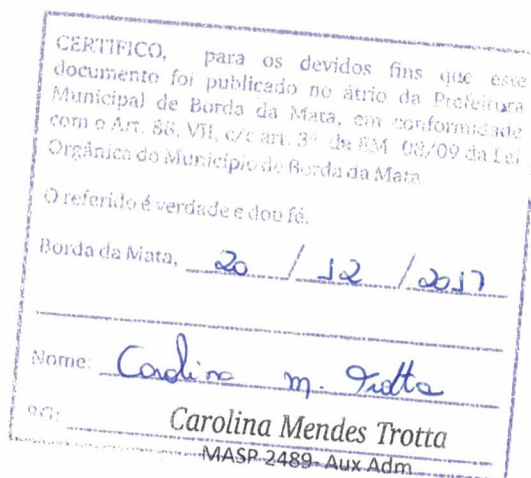 CERTIFICO, para os devidos fins que este
documento foi publicado no átrio da Prefeitura
Municipal de Borda da Mata, em conformidade
com o Art. 88, VII, c/c art. 3º da EM 08/09 da Lei
Orgânica do Município de Borda da Mata
O referido é verdade e dou fé.
Borda da Mata, 20 / 12 / 2017
Nome: Carolina M. Trotta
RG:
Carolina Mendes Trotta
MASP 2489- Aux Adm